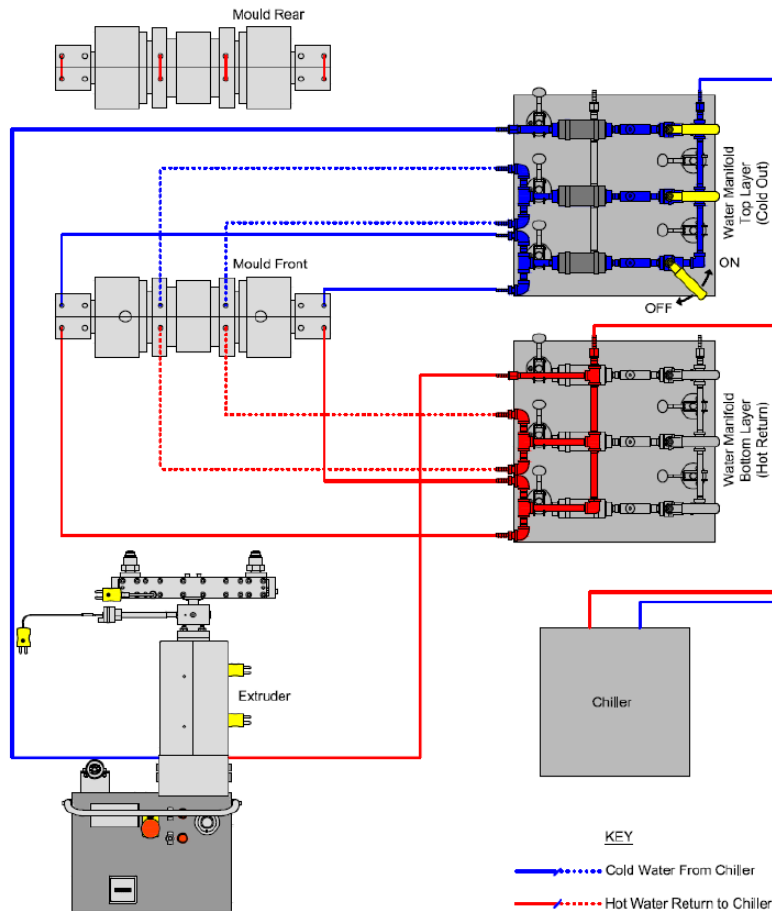 Mould Rear
Water Manifold
Top Layer
(Cold Out)
ON
OFF
Mould Front
Water Manifold
Bottom Layer
(Hot Return)
Extruder
Chiller
KEY
Cold Water From Chiller
Hot Water Return to Chiller